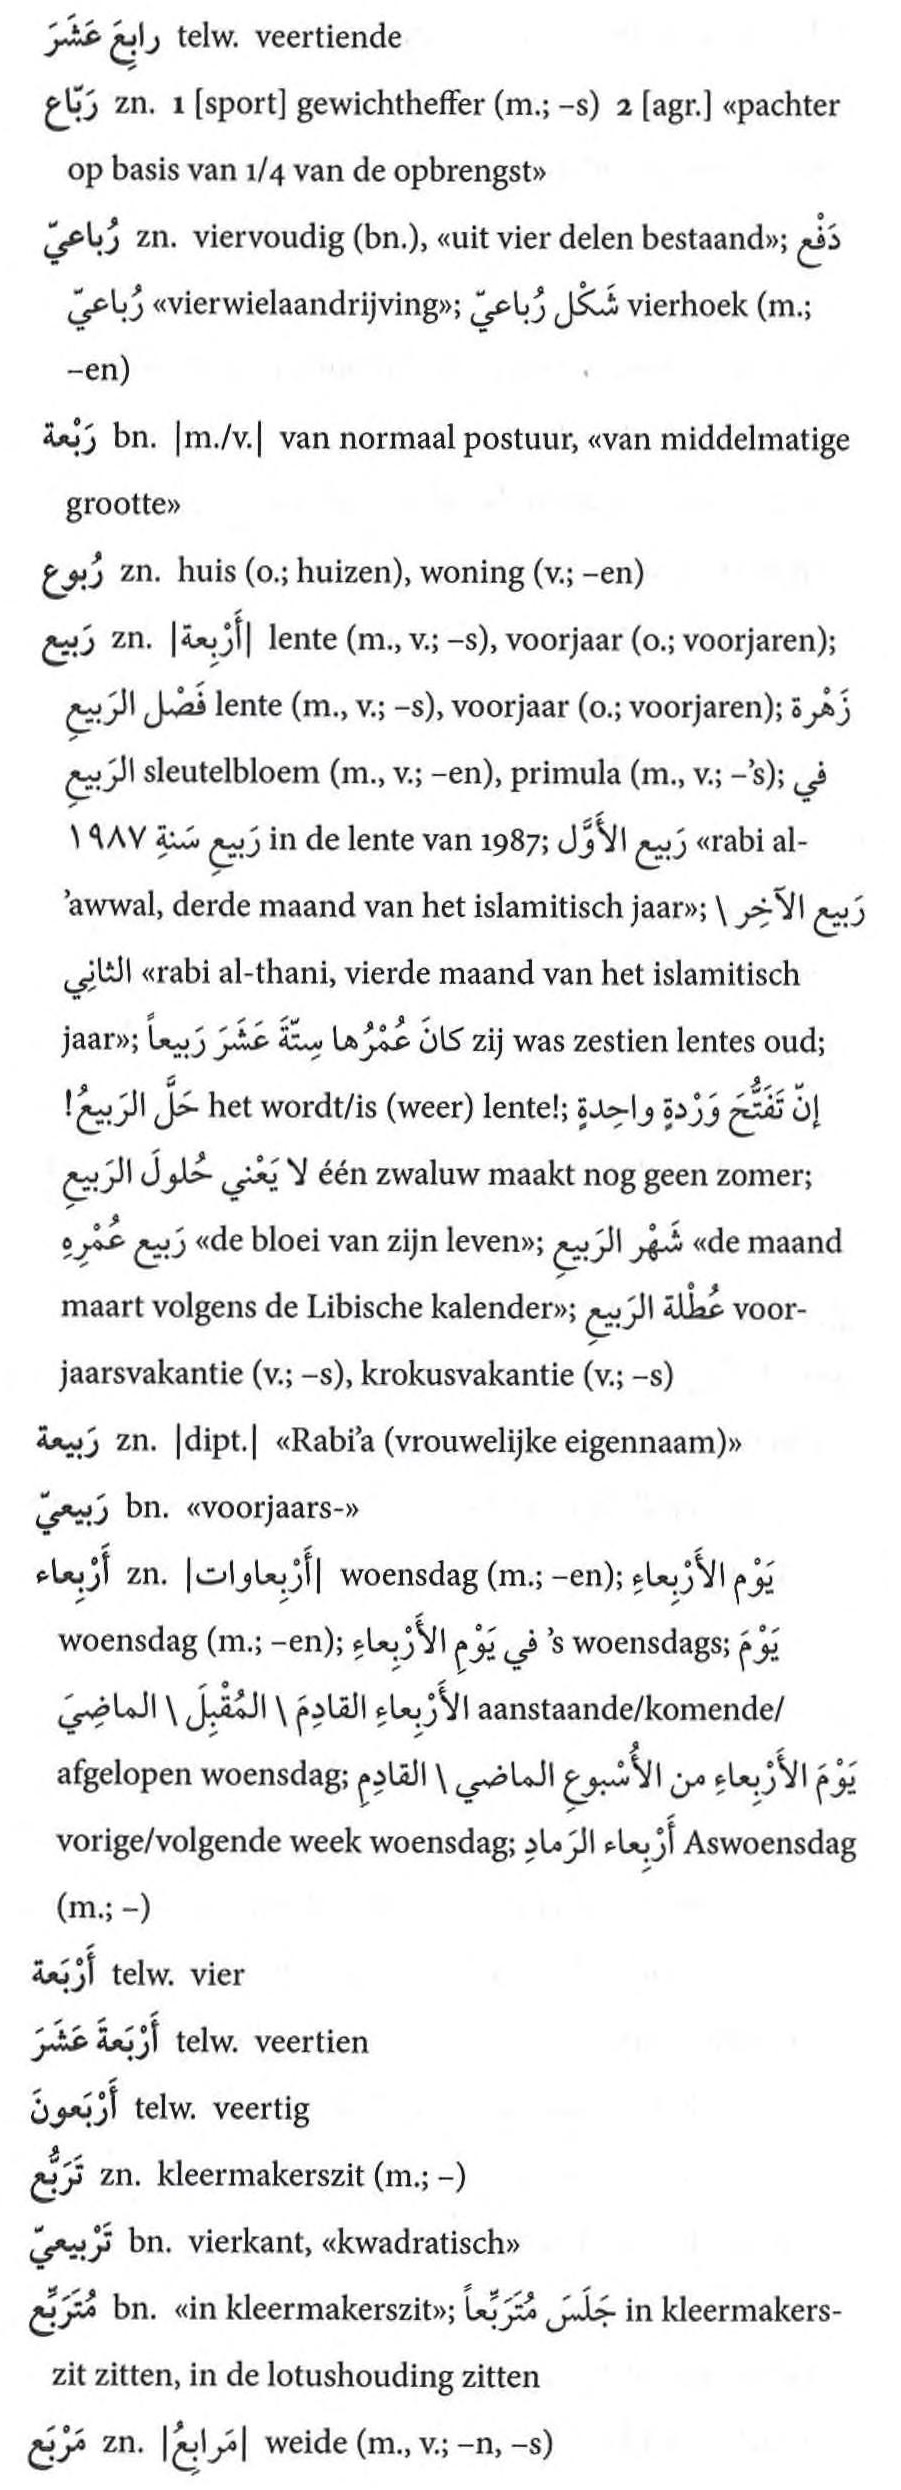 رابِعَ عَشَرَ telw. veertiende
رَبّاع zn. 1 [sport] gewichtheffer (m.; –s) 2 [agr.] «pachter
op basis van 1/4 van de opbrengst»
رُباعيّ zn. viervoudig (bn.), «uit vier delen bestaand»; دَفْع
رُباعيّ «vierwielaandrijving»; شَكْل رُباعيّ vierhoek (m.;
–en)
رَبْعة bn. |m./v.| van normaal postuur, «van middelmatige
grootte»
رُبوع zn. huis (o.; huizen), woning (v.; –en)
رَبيع zn. |أَرْبِعة| lente (m., v.; –s), voorjaar (o.; voorjaren);
فَصْل الرَبيعِ lente (m., v.; –s), voorjaar (o.; voorjaren); زَهْرة
الرَبيعِ sleutelbloem (m., v.; –en), primula (m., v.; –’s); في
رَبيعِ سَنةِ ١٩٨٧ in de lente van 1987; رَبيع الأَوَّل «rabi al-
’awwal, derde maand van het islamitisch jaar»; رَبيع الآخِر \
الثاني «rabi al-thani, vierde maand van het islamitisch
jaar»; كانَ عُمْرُها سِتّةَ عَشَرَ رَبيعاً zij was zestien lentes oud;
حَلَّ الرَبيعُ! het wordt/is (weer) lente!; إنّ تَفَتُّحَ وَرْدةٍ واحِدةٍ
لا يَعْني حُلولَ الرَبيعِ één zwaluw maakt nog geen zomer;
رَبيع عُمْرِهِ «de bloei van zijn leven»; شَهْر الرَبيعِ «de maand
maart volgens de Libische kalender»; عُطْلة الرَبيعِ voor-
jaarsvakantie (v.; –s), krokusvakantie (v.; –s)
رَبيعة zn. |dipt.| «Rabi’a (vrouwelijke eigennaam)»
رَبيعيّ bn. «voorjaars-»
أَرْبِعاء zn. |أَرْبِعاوات| woensdag (m.; –en); يَوْم الأَرْبِعاءِ
woensdag (m.; –en); في يَوْمِ الأَرْبِعاءِ ’s woensdags; يَوْمَ
الأَرْبِعاءِ القادِمَ \ المُقْبِلَ \ الماضِيَ aanstaande/komende/
afgelopen woensdag; يَوْمَ الأَرْبِعاءِ من الأُسْبوعِ الماضي \ القادِمِ
vorige/volgende week woensdag; أَرْبِعاء الرَمادِ Aswoensdag
(m.; –)
أَرْبَعة telw. vier
أَرْبَعةَ عَشَرَ telw. veertien
أَرْبَعونَ telw. veertig
تَرَبُّع zn. kleermakerszit (m.; –)
تَرْبيعيّ bn. vierkant, «kwadratisch»
مُتَرَبِّع bn. «in kleermakerszit»; جَلَسَ مُتَرَبِّعاً in kleermakers-
zit zitten, in de lotushouding zitten
مَرْبَع zn. |مَرابِعُ| weide (m., v.; –n, –s)